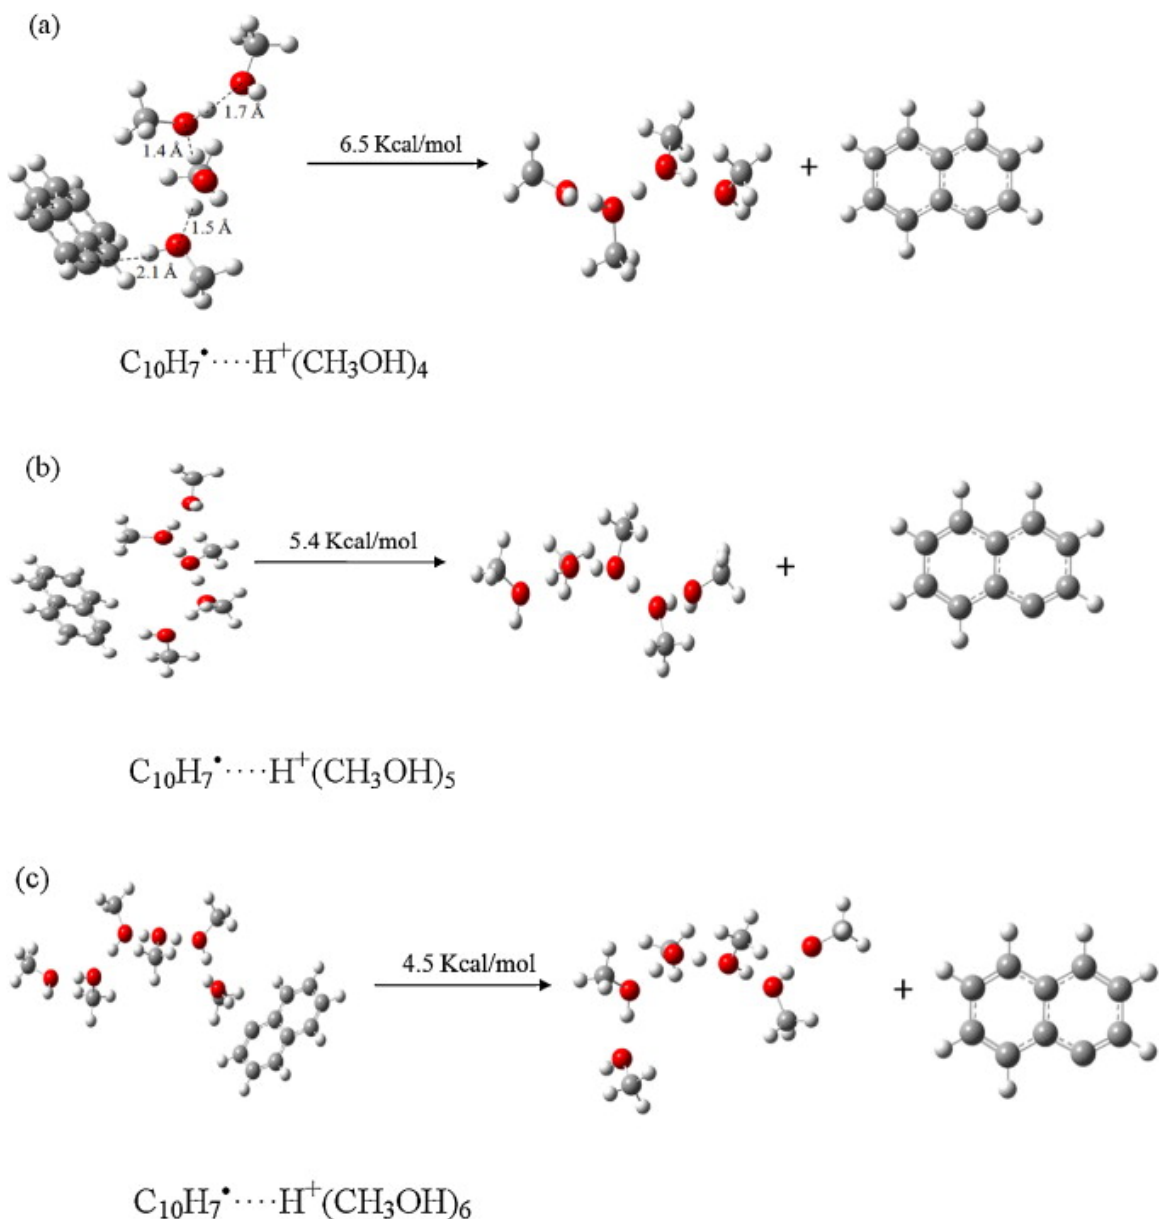 (a)
1.7 Å
1.4 Å
1.5 Å
2.1 Å
6.5 Kcal/mol
+
C₁₀H₇•····H⁺(CH₃OH)₄
(b)
5.4 Kcal/mol
+
C₁₀H₇•····H⁺(CH₃OH)₅
(c)
4.5 Kcal/mol
+
C₁₀H₇•····H⁺(CH₃OH)₆